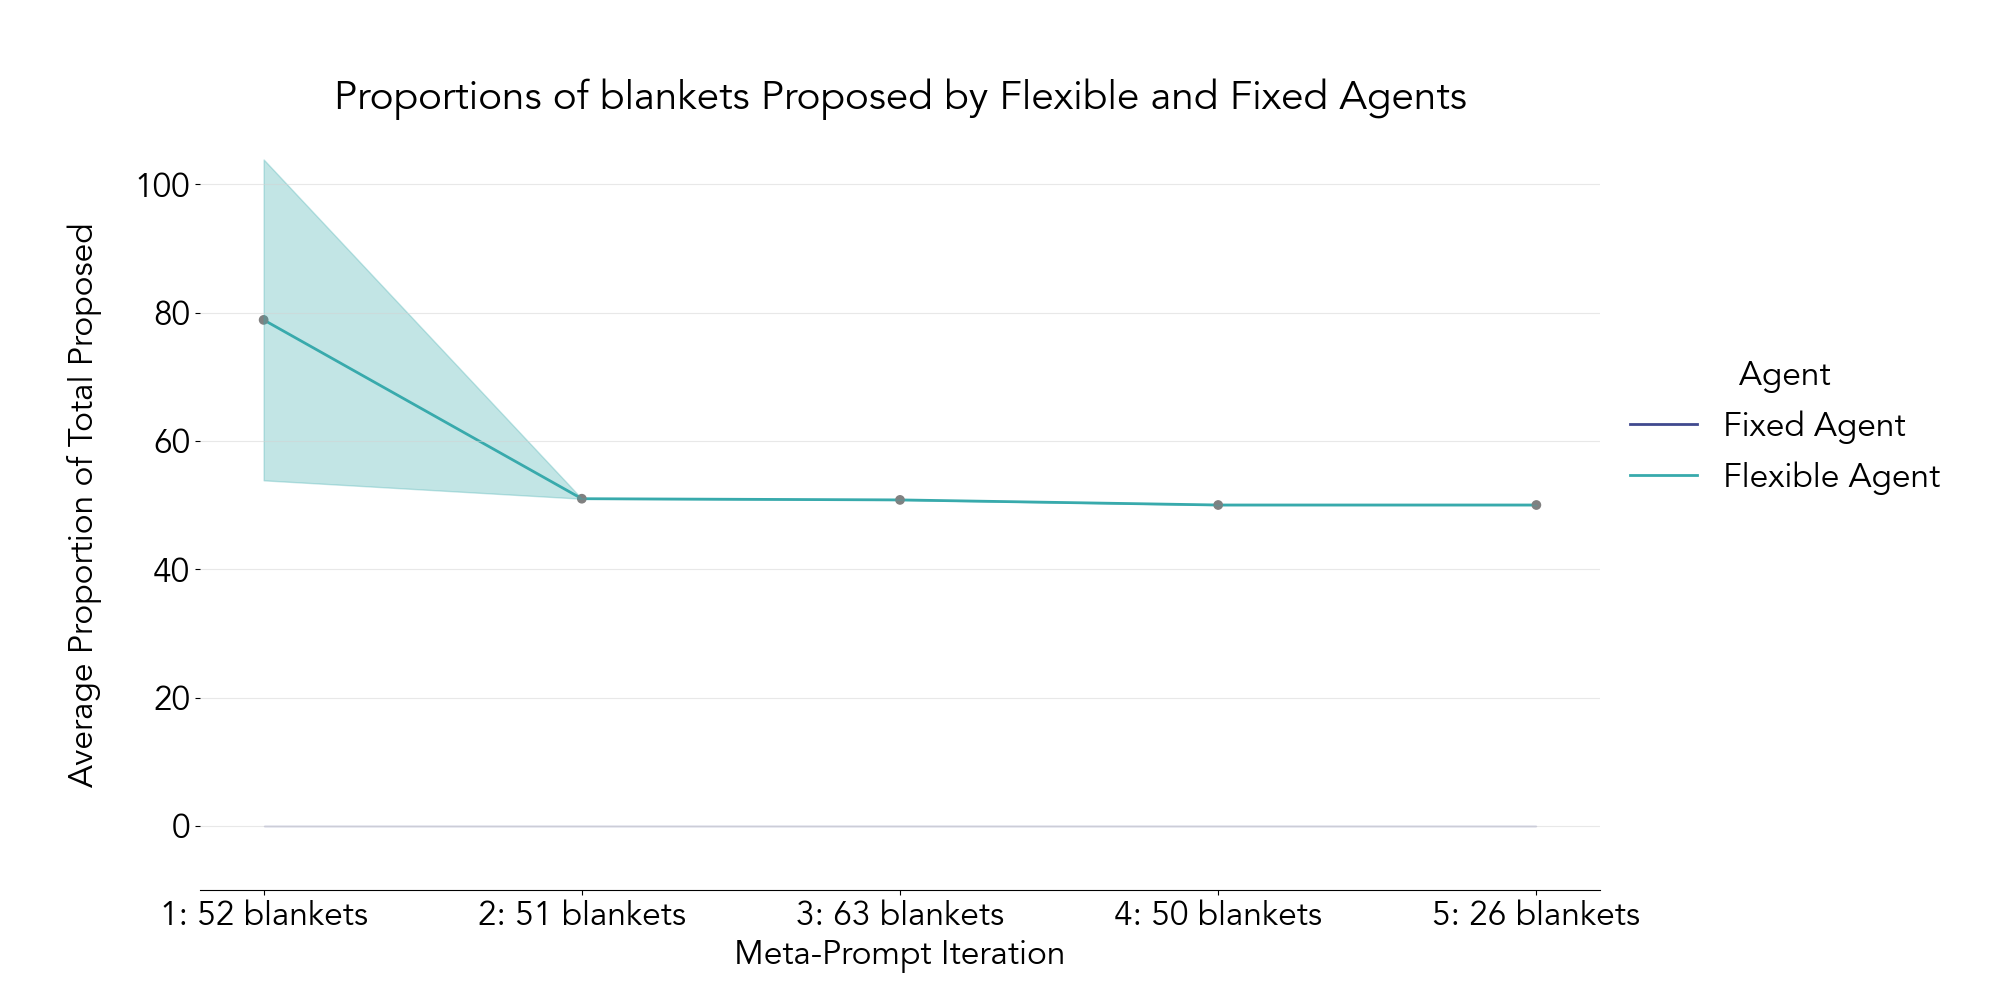 Proportions of blankets Proposed by Flexible and Fixed Agents
Average Proportion of Total Proposed
100
80
60
40
20
0
1: 52 blankets
2: 51 blankets
3: 63 blankets
4: 50 blankets
5: 26 blankets
Meta-Prompt Iteration
Agent
Fixed Agent
Flexible Agent